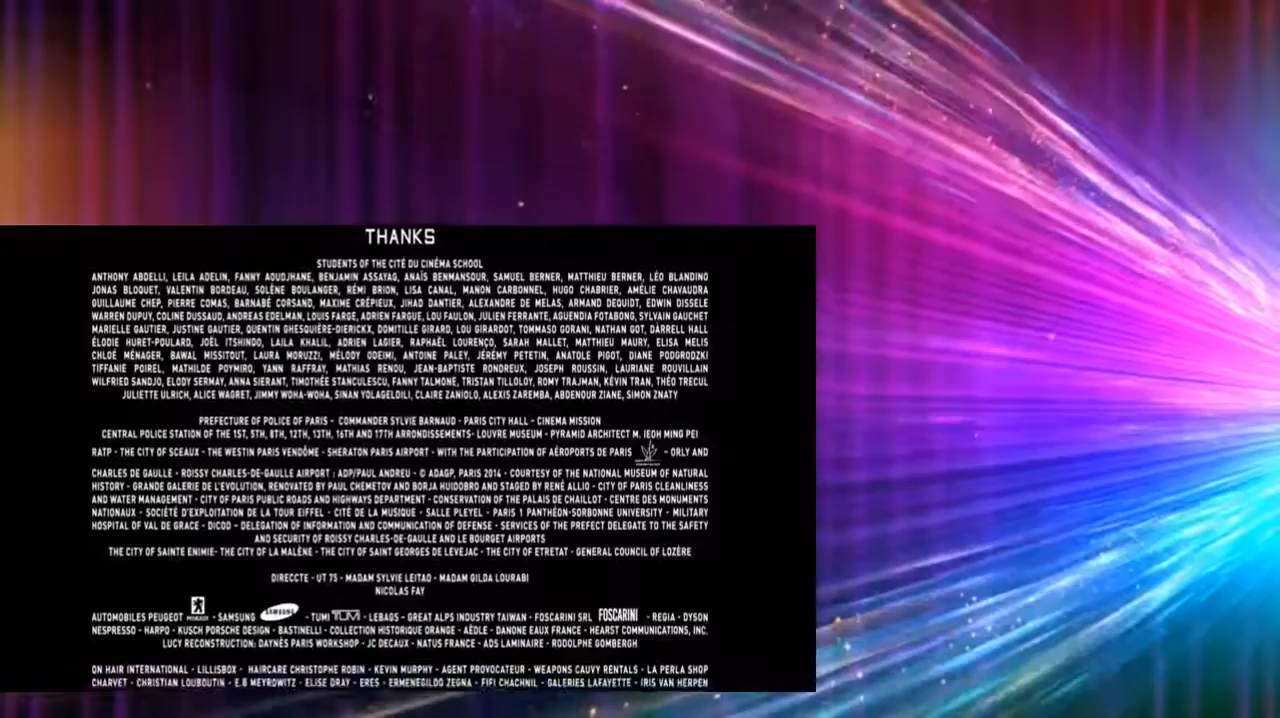 THANKS
STUDENTS OF THE CITÉ DU CINÉMA SCHOOL
ANTHONY ABDELLI, LEILA ADELIN, FANNY AOUDJHANE, BENJAMIN ASSAYAG, ANAÏS BENMANSOUR, SAMUEL BERNER, MATTHIEU BERNER, LÉO BLANDINO
JONAS BLOQUET, VALENTIN BORDEAU, SOLÈNE BOULANGER, RÉMI BRION, LISA CANAL, MANON CARBONNEL, HUGO CHABRIER, AMÉLIE CHAVAUDRA
GUILLAUME CHEP, PIERRE COMAS, BARNABÉ CORSAND, MAXIME CRÉPIEUX, JIHAD DANTIER, ALEXANDRE DE MELAS, ARMAND DEQUIDT, EDWIN DISSELE
WARREN DUPUY, COLINE DUSSAUD, ANDREAS EDELMAN, LOUIS FARGE, ADRIEN FARGUE, LOU FAULON, JULIEN FERRANTE, AGUENDIA FOTABONG, SYLVAIN GAUCHET
MARIELLE GAUTIER, JUSTINE GAUTIER, QUENTIN GHESQUIÈRE-DIERICKX, DOMITILLE GIRARD, LOU GIRARDOT, TOMMASO GORANI, NATHAN GOT, DARRELL HALL
ÉLODIE HURET-POULARD, JOËL ITSHINDO, LAILA KHALIL, ADRIEN LAGIER, RAPHAËL LOURENÇO, SARAH MALLET, MATTHIEU MAURY, ELISA MELIS
CHLOÉ MÉNAGER, BAWAL MISSITOUT, LAURA MORUZZI, MÉLODY ODEIMI, ANTOINE PALEY, JÉRÉMY PETETIN, ANATOLE PIGOT, DIANE PODGRODZKI
TIFFANIE POIREL, MATHILDE POYMIRO, YANN RAFFRAY, MATHIAS RENOU, JEAN-BAPTISTE RONDREUX, JOSEPH ROUSSIN, LAURIANE ROUVILLAIN
WILFRIED SANDJO, ELODY SERMAY, ANNA SIERANT, TIMOTHÉE STANCULESCU, FANNY TALMONE, TRISTAN TILLOLOY, ROMY TRAJMAN, KÉVIN TRAN, THÉO TRECUL
JULIETTE ULRICH, ALICE WAGRET, JIMMY WOHA-WOHA, SINAN YOLAGELDILI, CLAIRE ZANIOLO, ALEXIS ZAREMBA, ABDENOUR ZIANE, SIMON ZNATY
PREFECTURE OF POLICE OF PARIS - COMMANDER SYLVIE BARNAUD - PARIS CITY HALL - CINEMA MISSION
CENTRAL POLICE STATION OF THE 1ST, 5TH, 8TH, 12TH, 13TH, 16TH AND 17TH ARRONDISSEMENTS- LOUVRE MUSEUM - PYRAMID ARCHITECT M. IEOH MING PEI
RATP - THE CITY OF SCEAUX - THE WESTIN PARIS VENDÔME - SHERATON PARIS AIRPORT - WITH THE PARTICIPATION OF AÉROPORTS DE PARIS - ORLY AND
CHARLES DE GAULLE - ROISSY CHARLES-DE-GAULLE AIRPORT : ADP/PAUL ANDREU - © ADAGP, PARIS 2014 - COURTESY OF THE NATIONAL MUSEUM OF NATURAL
HISTORY - GRANDE GALERIE DE L'EVOLUTION, RENOVATED BY PAUL CHEMETOV AND BORJA HUIDOBRO AND STAGED BY RENÉ ALLIO - CITY OF PARIS CLEANLINESS
AND WATER MANAGEMENT - CITY OF PARIS PUBLIC ROADS AND HIGHWAYS DEPARTMENT - CONSERVATION OF THE PALAIS DE CHAILLOT - CENTRE DES MONUMENTS
NATIONAUX - SOCIÉTÉ D'EXPLOITATION DE LA TOUR EIFFEL - CITÉ DE LA MUSIQUE - SALLE PLEYEL - PARIS 1 PANTHÉON-SORBONNE UNIVERSITY - MILITARY
HOSPITAL OF VAL DE GRACE - DICOD - DELEGATION OF INFORMATION AND COMMUNICATION OF DEFENSE - SERVICES OF THE PREFECT DELEGATE TO THE SAFETY
AND SECURITY OF ROISSY CHARLES-DE-GAULLE AND LE BOURGET AIRPORTS
THE CITY OF SAINTE ENIMIE- THE CITY OF LA MALÈNE - THE CITY OF SAINT GEORGES DE LEVEJAC - THE CITY OF ETRETAT - GENERAL COUNCIL OF LOZÈRE
DIRECCTE - UT 75 - MADAM SYLVIE LEITAO - MADAM GILDA LOURABI
NICOLAS FAY
AUTOMOBILES PEUGEOT PEUGEOT - SAMSUNG SAMSUNG - TUMI TUMI - LEBAGS - GREAT ALPS INDUSTRY TAIWAN - FOSCARINI SRL FOSCARINI - REGIA - DYSON
NESPRESSO - HARPO - KUSCH PORSCHE DESIGN - BASTINELLI - COLLECTION HISTORIQUE ORANGE - AÈDLE - DANONE EAUX FRANCE - HEARST COMMUNICATIONS, INC.
LUCY RECONSTRUCTION: DAYNÈS PARIS WORKSHOP - JC DECAUX - NATUS FRANCE - ADS LAMINAIRE - RODOLPHE GOMBERGH
ON HAIR INTERNATIONAL - LILLISBOX - HAIRCARE CHRISTOPHE ROBIN - KEVIN MURPHY - AGENT PROVOCATEUR - WEAPONS CAUVY RENTALS - LA PERLA SHOP
CHARVET - CHRISTIAN LOUBOUTIN - E.B MEYROWITZ - ELISE DRAY - ERES - ERMENEGILDO ZEGNA - FIFI CHACHNIL - GALERIES LAFAYETTE - IRIS VAN HERPEN